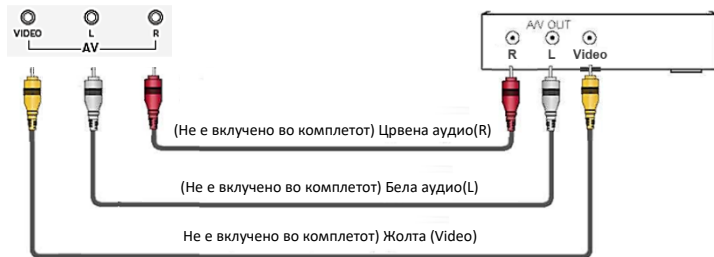 VIDEO L R
AV
A/V OUT
R L Video
(Не е вклучено во комплетот) Црвена аудио(R)
(Не е вклучено во комплетот) Бела аудио(L)
Не е вклучено во комплетот) Жолта (Video)